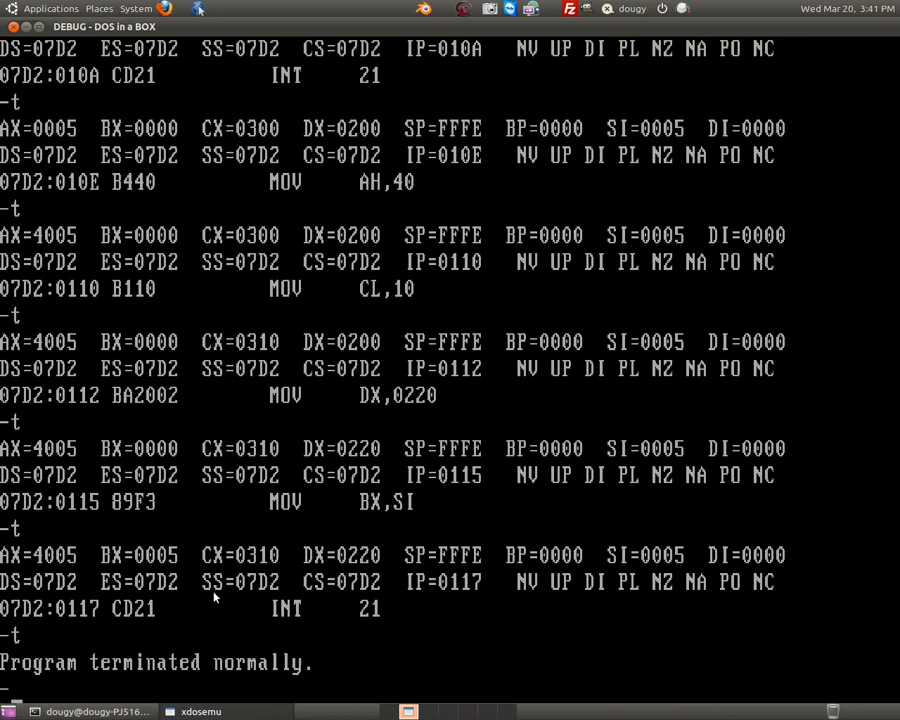 Applications Places System dougy Wed Mar 20, 3:41 PM
DEBUG - DOS in a BOX
DS=07D2 ES=07D2 SS=07D2 CS=07D2 IP=010A NV UP DI PL NZ NA PO NC
07D2:010A CD21 INT 21
-t
AX=0005 BX=0000 CX=0300 DX=0200 SP=FFFE BP=0000 SI=0005 DI=0000
DS=07D2 ES=07D2 SS=07D2 CS=07D2 IP=010E NV UP DI PL NZ NA PO NC
07D2:010E B440 MOV AH,40
-t
AX=4005 BX=0000 CX=0300 DX=0200 SP=FFFE BP=0000 SI=0005 DI=0000
DS=07D2 ES=07D2 SS=07D2 CS=07D2 IP=0110 NV UP DI PL NZ NA PO NC
07D2:0110 B110 MOV CL,10
-t
AX=4005 BX=0000 CX=0310 DX=0200 SP=FFFE BP=0000 SI=0005 DI=0000
DS=07D2 ES=07D2 SS=07D2 CS=07D2 IP=0112 NV UP DI PL NZ NA PO NC
07D2:0112 BA2002 MOV DX,0220
-t
AX=4005 BX=0000 CX=0310 DX=0220 SP=FFFE BP=0000 SI=0005 DI=0000
DS=07D2 ES=07D2 SS=07D2 CS=07D2 IP=0115 NV UP DI PL NZ NA PO NC
07D2:0115 89F3 MOV BX,SI
-t
AX=4005 BX=0005 CX=0310 DX=0220 SP=FFFE BP=0000 SI=0005 DI=0000
DS=07D2 ES=07D2 SS=07D2 CS=07D2 IP=0117 NV UP DI PL NZ NA PO NC
07D2:0117 CD21 INT 21
-t
Program terminated normally.
-
dougy@dougy-PJS16... xdosemu